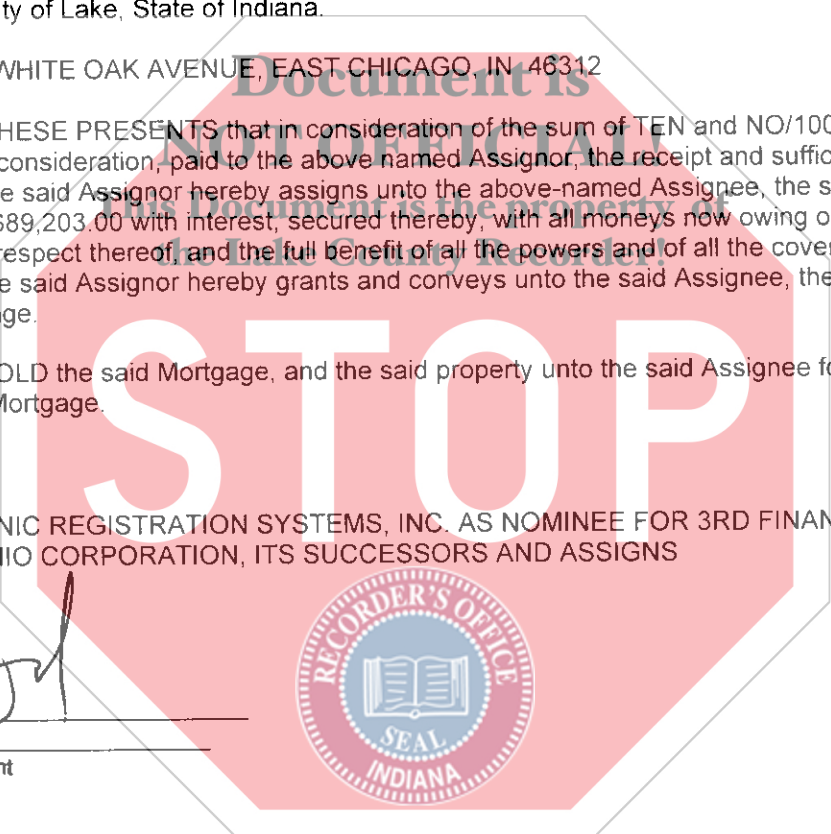 ty of Lake, State of Indiana.
WHITE OAK AVENUE, EAST CHICAGO, IN 46312
Document is
HESE PRESENTS that in consideration of the sum of TEN and NO/100
NOT OFFICIAL!
consideration, paid to the above named Assignor, the receipt and suffic
e said Assignor hereby assigns unto the above-named Assignee, the s
This Document is the property of
$89,203.00 with interest, secured thereby, with all moneys now owing o
the Lake County Recorder!
respect thereof, and the full benefit of all the powers and of all the cove
e said Assignor hereby grants and conveys unto the said Assignee, the
ge.
OLD the said Mortgage, and the said property unto the said Assignee fo
Mortgage.
STOP
NIC REGISTRATION SYSTEMS, INC. AS NOMINEE FOR 3RD FINAN
IO CORPORATION, ITS SUCCESSORS AND ASSIGNS
RECORDER'S OFFICE
SEAL
INDIANA
nt